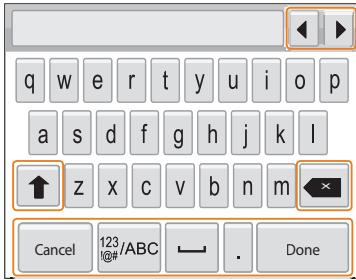 q w e r t y u i o p
a s d f g h j k l
z x c v b n m
Cancel 123 !@# /ABC . Done